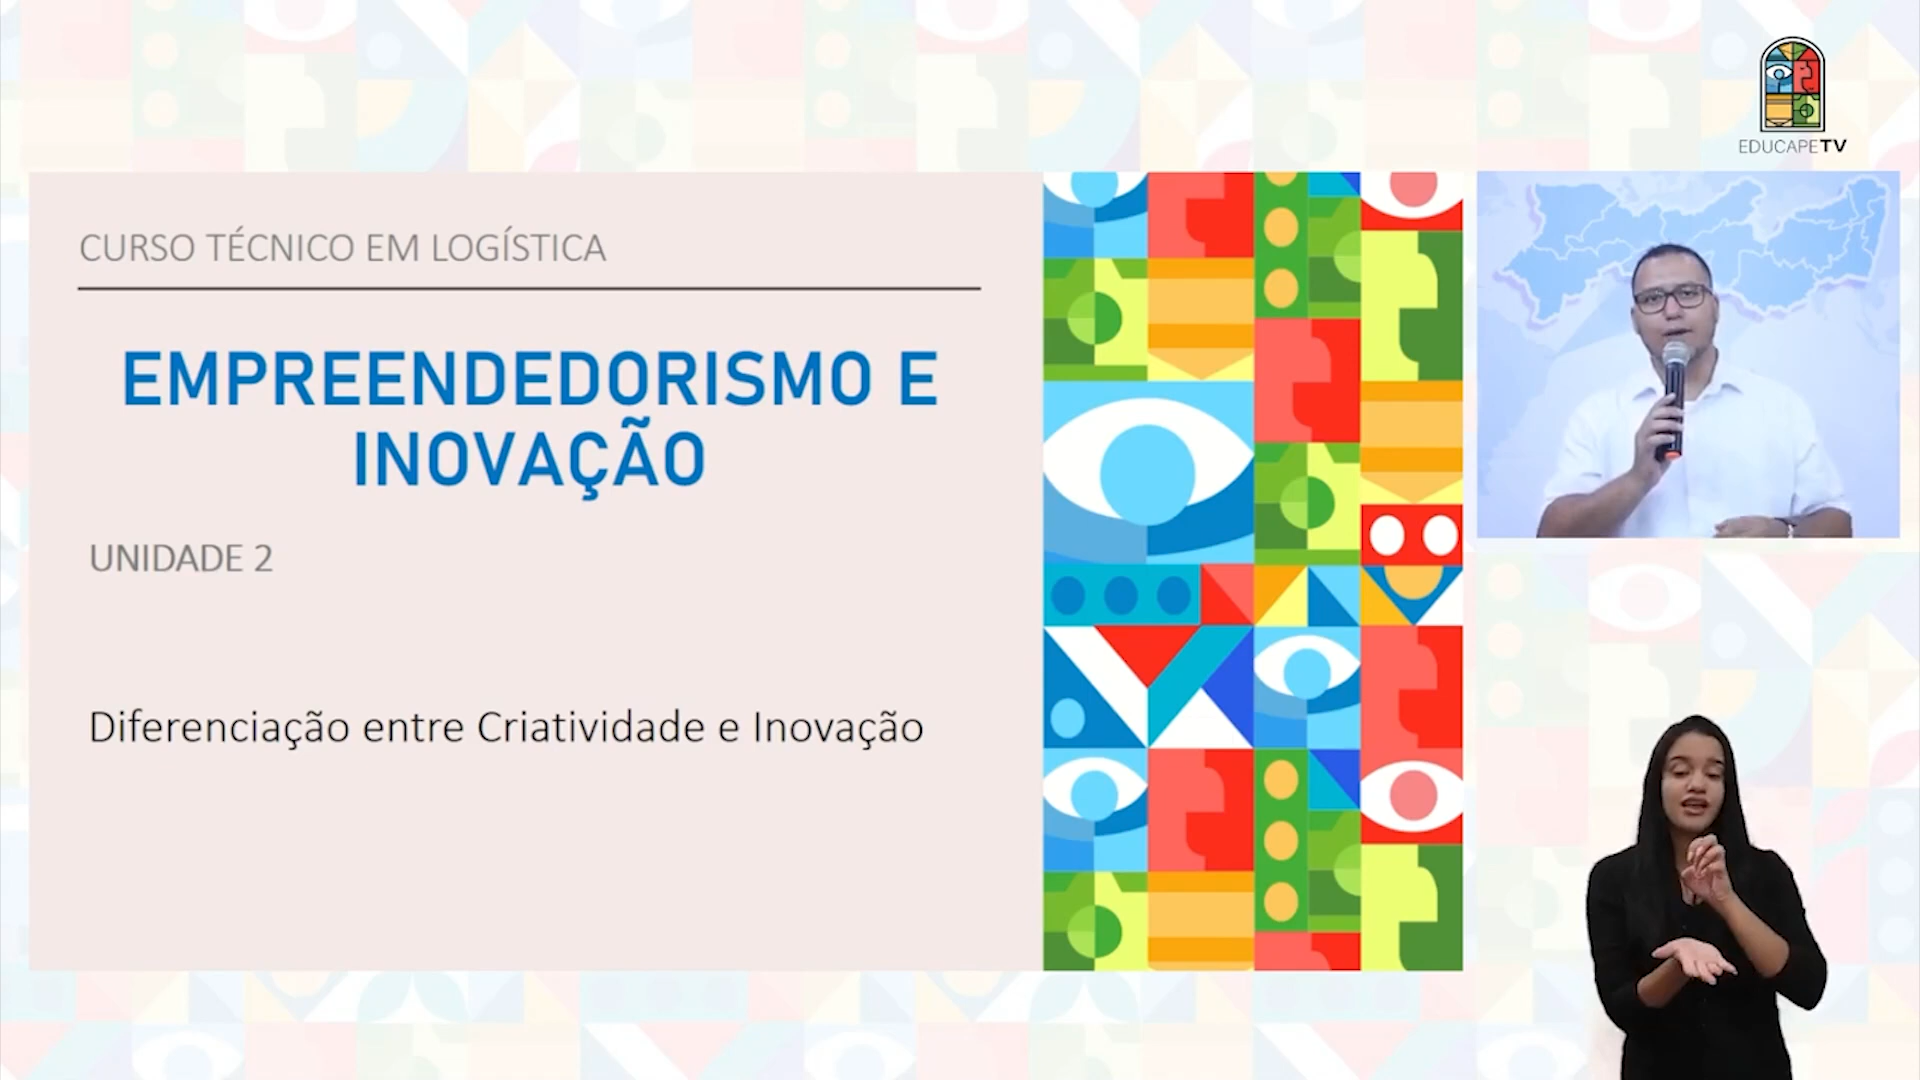 EDUCAPETV
CURSO TÉCNICO EM LOGÍSTICA
EMPREENDEDORISMO E
INOVAÇÃO
UNIDADE 2
Diferenciação entre Criatividade e Inovação